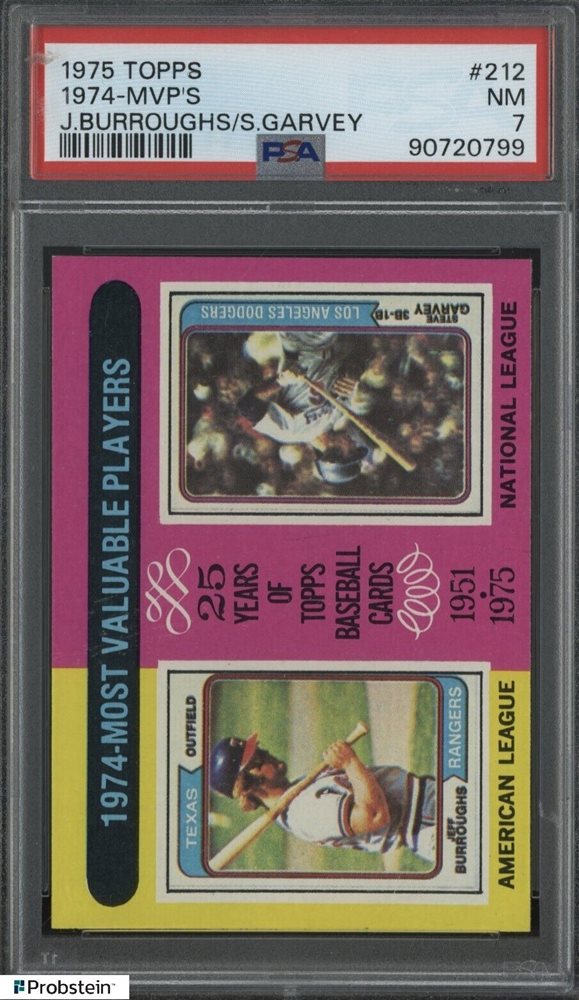 1975 TOPPS #212
1974-MVP'S NM
J.BURROUGHS/S.GARVEY 7
PSA 90720799
1974-MOST VALUABLE PLAYERS
25
YEARS
OF
TOPPS
BASEBALL
CARDS
1951
•
1975
TEXAS OUTFIELD
JEFF
BURROUGHS RANGERS
AMERICAN LEAGUE
STEVE
GARVEY 3B-1B LOS ANGELES DODGERS
NATIONAL LEAGUE
Probstein™